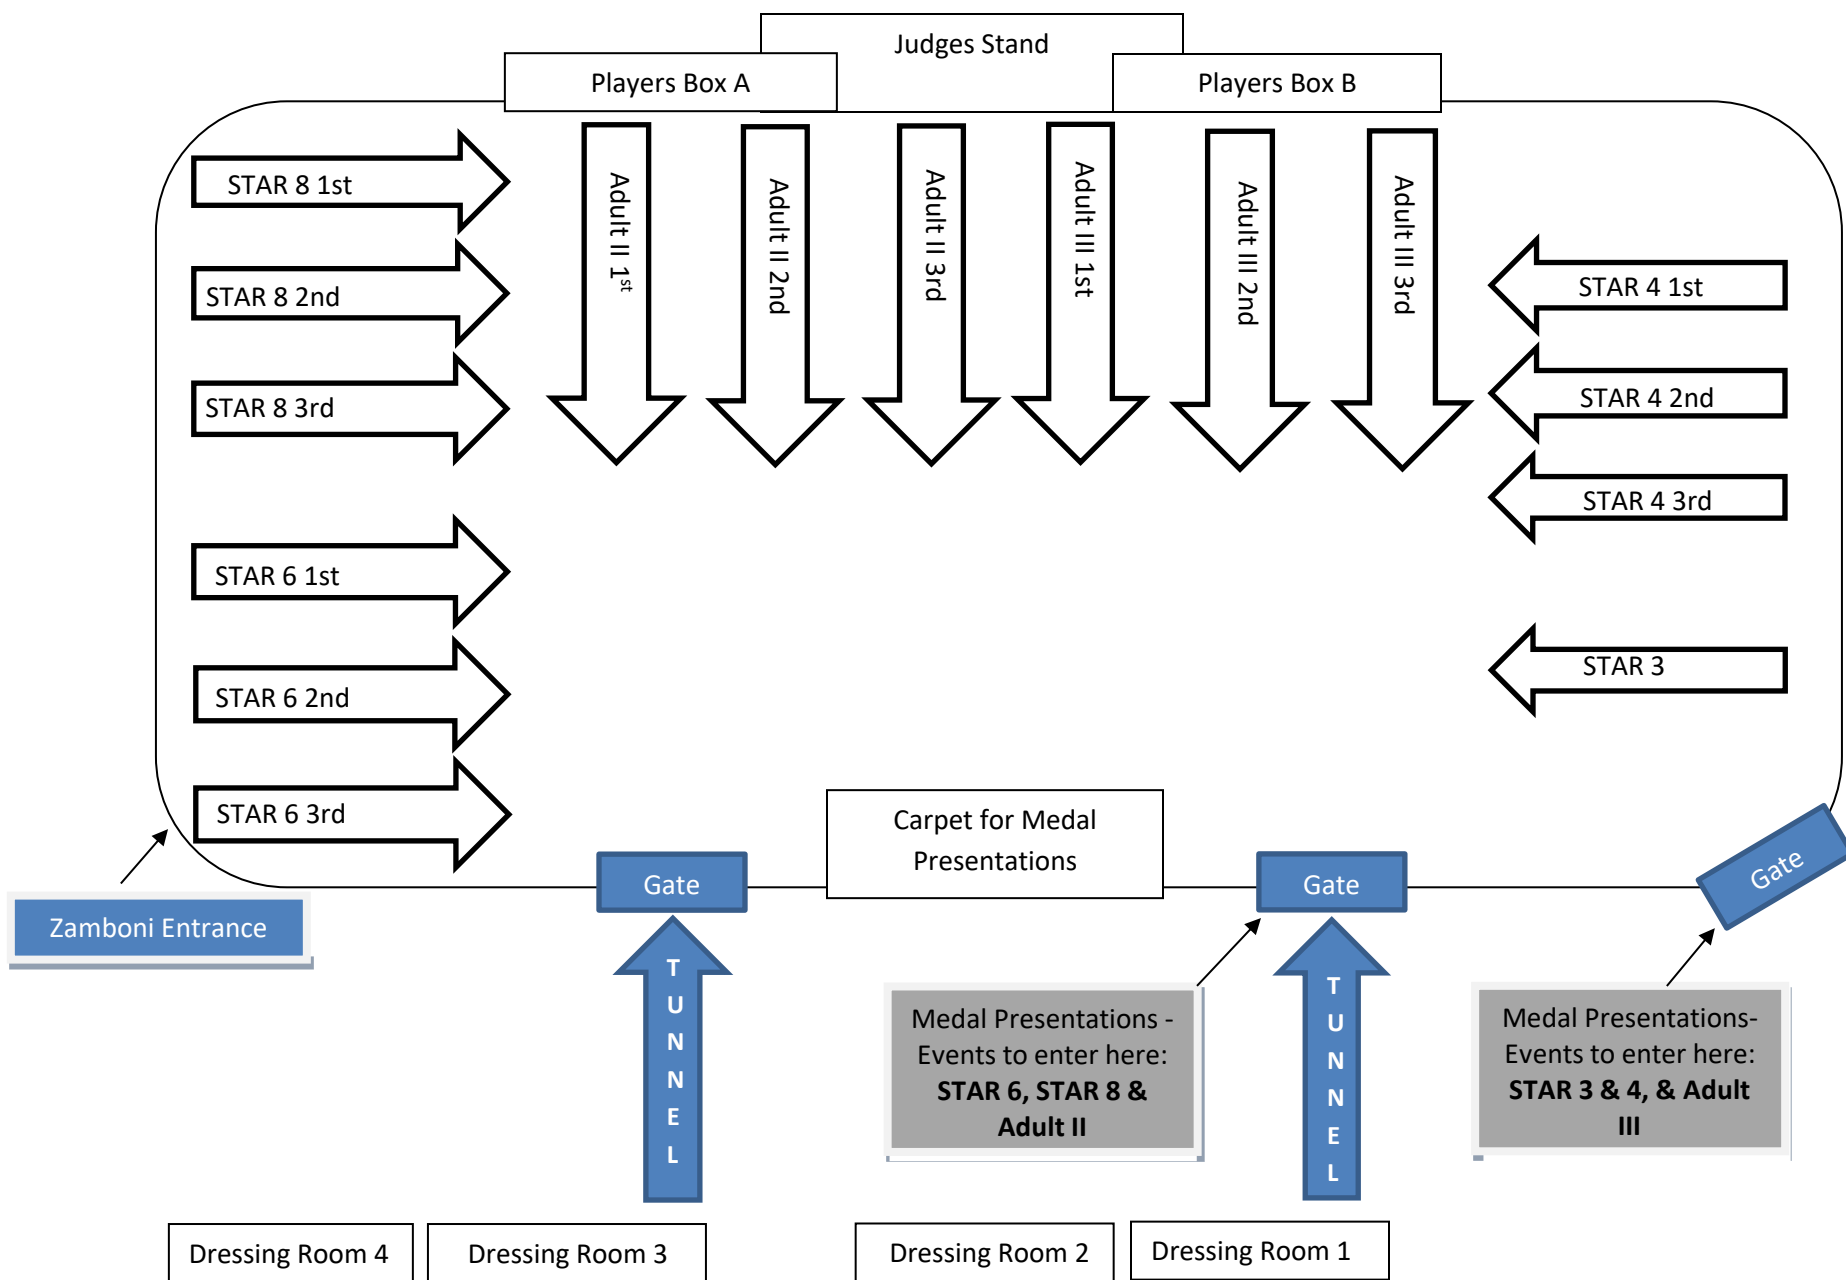 Judges Stand
Players Box A
Players Box B
STAR 8 1st
STAR 8 2nd
STAR 8 3rd
STAR 6 1st
STAR 6 2nd
STAR 6 3rd
Adult II 1st
Adult II 2nd
Adult II 3rd
Adult III 1st
Adult III 2nd
Adult III 3rd
STAR 4 1st
STAR 4 2nd
STAR 4 3rd
STAR 3
Carpet for Medal
Presentations
Gate
Gate
Gate
Zamboni Entrance
TUNNEL
Medal Presentations -
Events to enter here:
STAR 6, STAR 8 &
Adult II
TUNNEL
Medal Presentations-
Events to enter here:
STAR 3 & 4, & Adult
III
Dressing Room 4
Dressing Room 3
Dressing Room 2
Dressing Room 1